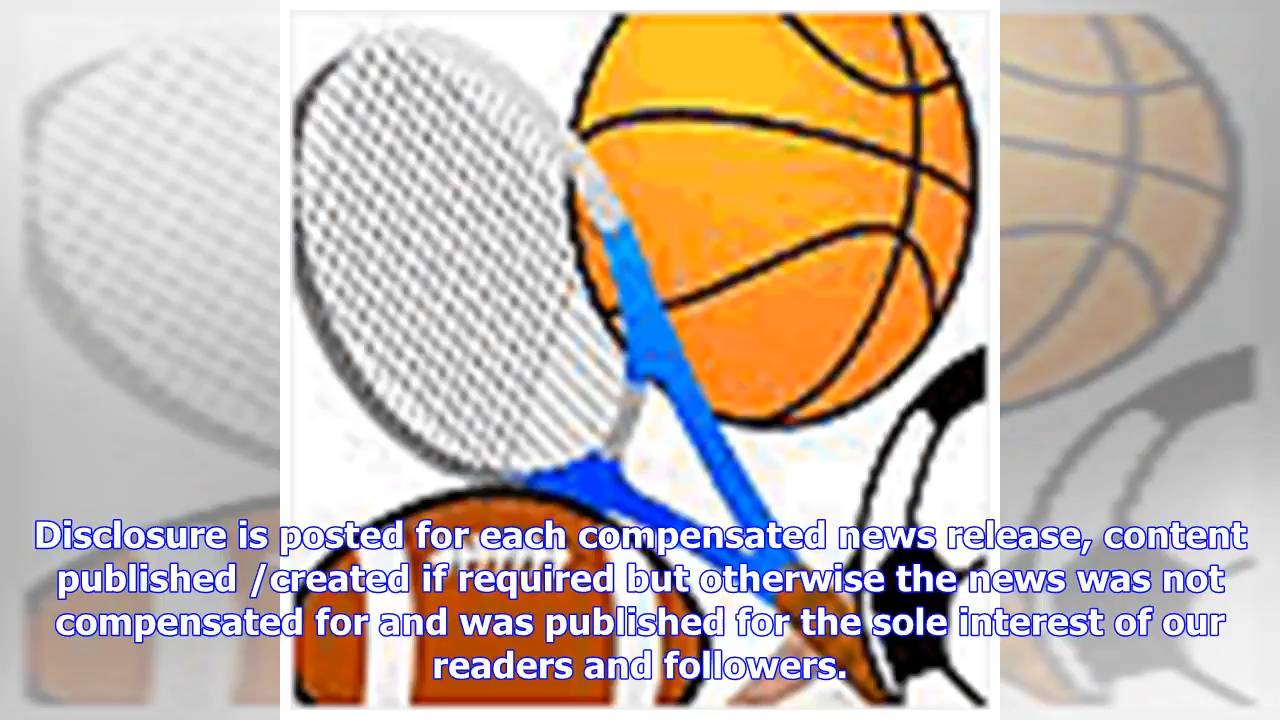 Disclosure is posted for each compensated news release, content
published /created if required but otherwise the news was not
compensated for and was published for the sole interest of our
readers and followers.